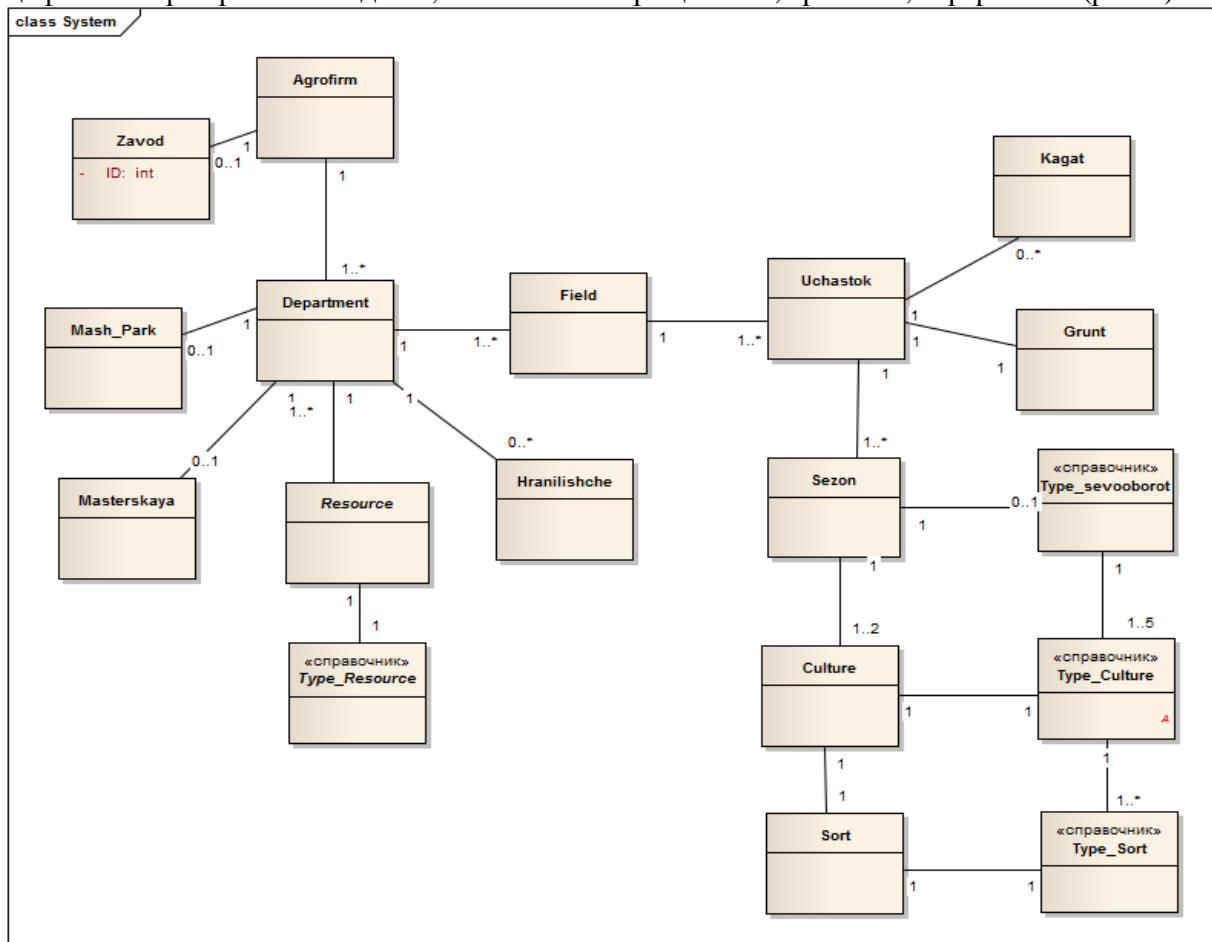 class System
Agrofirm
Zavod
- ID: int
1
0..1
1
1..*
Kagat
0..*
Department
Mash_Park
1
0..1
Field
1
1..*
Uchastok
1
1..*
1
1
Grunt
1
1
1..*
1
1..*
1
1
0..*
0..1
Masterskaya
Resource
Hranilishche
Sezon
«справочник»
Type_sevooborot
0..1
1
1
1
1
1
«справочник»
Type_Resource
1..2
1..5
Culture
«справочник»
Type_Culture
A
1
1
1
1
1
1..*
Sort
«справочник»
Type_Sort
1
1